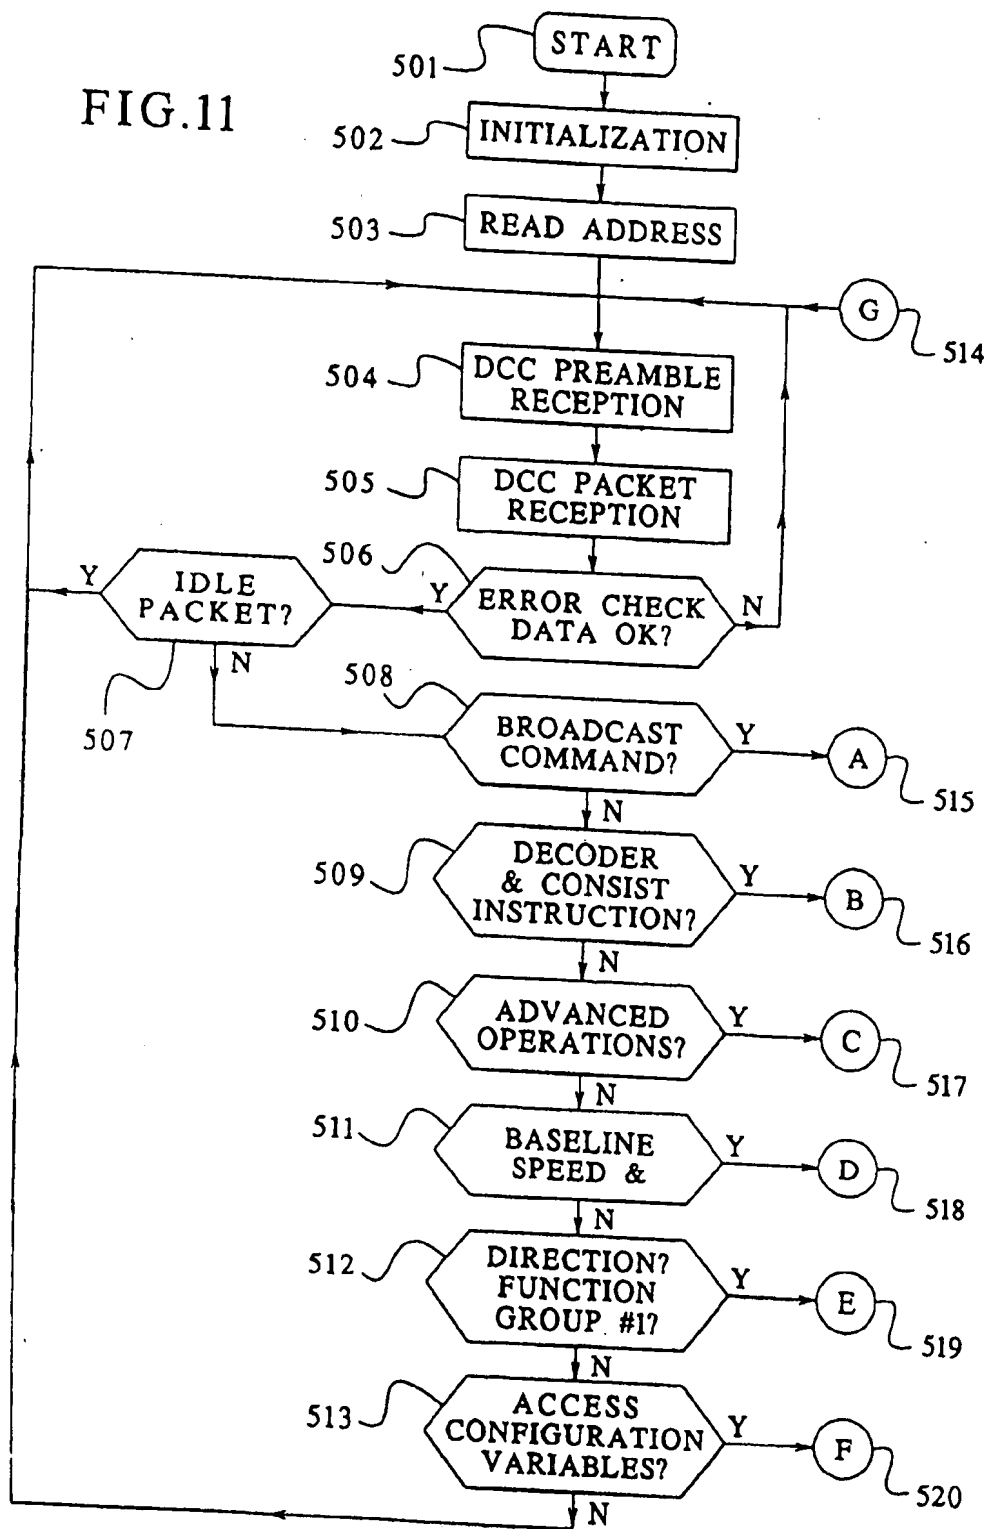 FIG.11
501
START
502
INITIALIZATION
503
READ ADDRESS
G
514
504
DCC PREAMBLE
RECEPTION
505
DCC PACKET
RECEPTION
506
Y
ERROR CHECK
DATA OK?
N
Y
IDLE
PACKET?
N
507
508
BROADCAST
COMMAND?
Y
A
515
N
509
DECODER
& CONSIST
INSTRUCTION?
Y
B
516
N
510
ADVANCED
OPERATIONS?
Y
C
517
N
511
BASELINE
SPEED &
Y
D
518
N
512
DIRECTION?
FUNCTION
GROUP #1?
Y
E
519
N
513
ACCESS
CONFIGURATION
VARIABLES?
Y
F
520
N